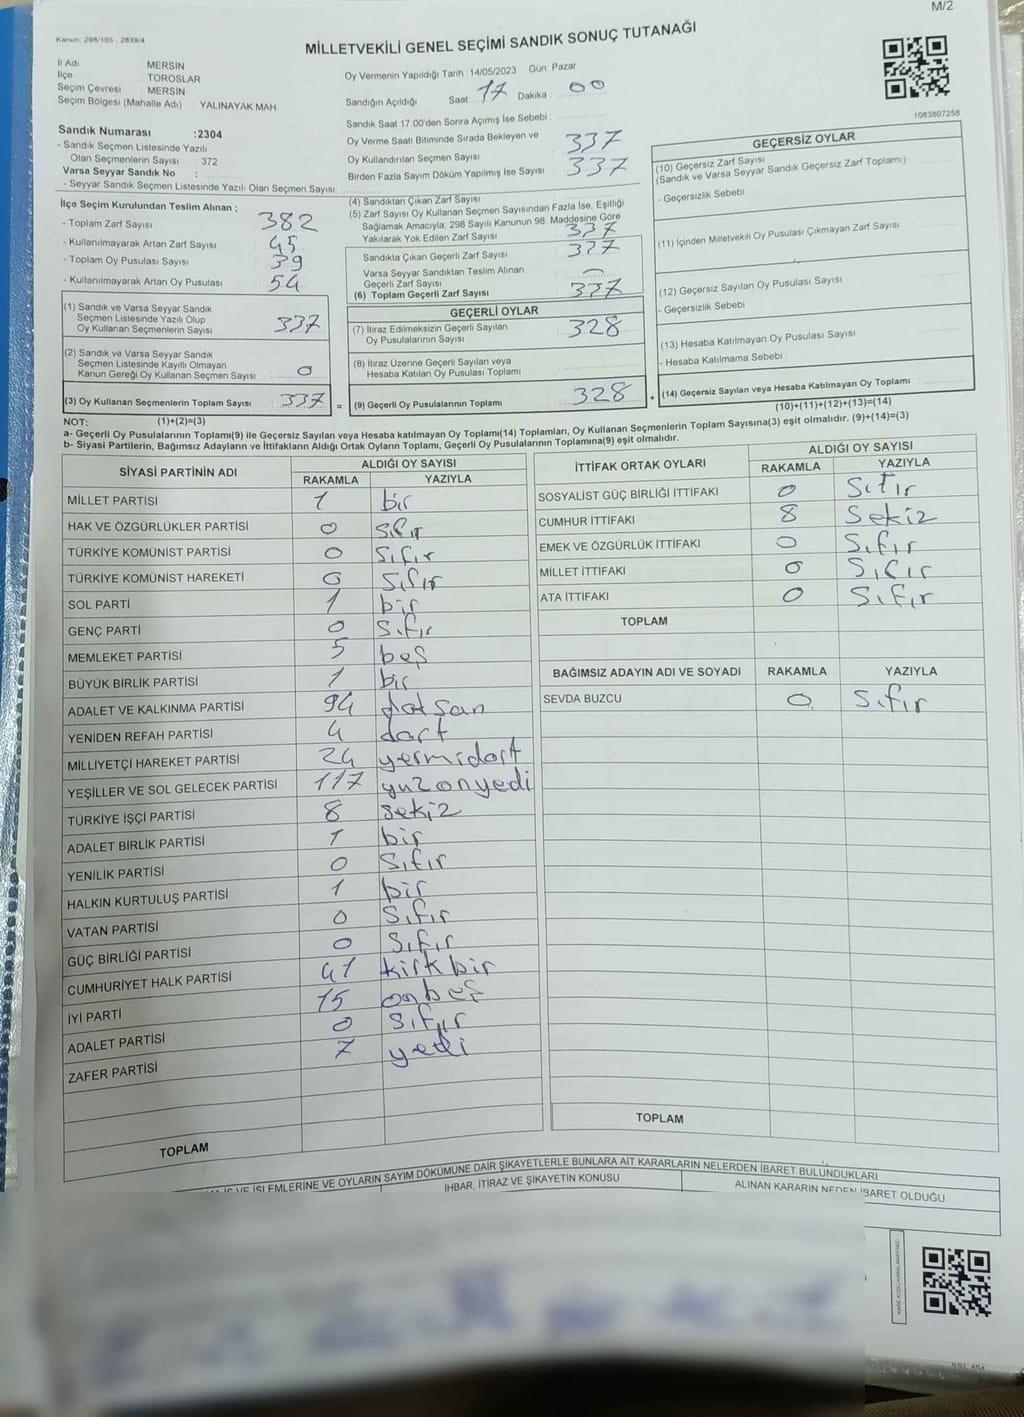 M/2
Kanun: 298/105 : 2839/4
MİLLETVEKİLİ GENEL SEÇİMİ SANDIK SONUÇ TUTANAĞI
İl Adı : MERSİN
İlçe : TOROSLAR
Seçim Çevresi : MERSİN
Seçim Bölgesi (Mahalle Adı) : YALINAYAK MAH
Oy Vermenin Yapıldığı Tarih :14/05/2023 Gün: Pazar
Sandığın Açıldığı Saat: 17 Dakika : 00
Sandık Saat 17:00'den Sonra Açımış İse Sebebi :
1083807256
Sandık Numarası :2304
- Sandık Seçmen Listesinde Yazılı
Olan Seçmenlerin Sayısı : 372
Varsa Seyyar Sandık No :
- Seyyar Sandık Seçmen Listesinde Yazılı Olan Seçmen Sayısı:
Oy Verme Saati Bitiminde Sırada Bekleyen ve
Oy Kullandırılan Seçmen Sayısı 337
Birden Fazla Sayım Döküm Yapılmış İse Sayısı 337
İlçe Seçim Kurulundan Teslim Alınan ;
- Toplam Zarf Sayısı : 382
- Kullanılmayarak Artan Zarf Sayısı : 45
- Toplam Oy Pusulası Sayısı : 39
- Kullanılmayarak Artan Oy Pusulası : 54
(4) Sandıktan Çıkan Zarf Sayısı
(5) Zarf Sayısı Oy Kullanan Seçmen Sayısından Fazla İse, Eşitliği
Sağlamak Amacıyla; 298 Sayılı Kanunun 98. Maddesine Göre
Yakılarak Yok Edilen Zarf Sayısı 337
Sandıkta Çıkan Geçerli Zarf Sayısı 337
Varsa Seyyar Sandıktan Teslim Alınan
Geçerli Zarf Sayısı
(6) Toplam Geçerli Zarf Sayısı 337
(1) Sandık ve Varsa Seyyar Sandık
Seçmen Listesinde Yazılı Olup
Oy Kullanan Seçmenlerin Sayısı 337
(2) Sandık ve Varsa Seyyar Sandık
Seçmen Listesinde Kayıtlı Olmayan
Kanun Gereği Oy Kullanan Seçmen Sayısı : 0
(3) Oy Kullanan Seçmenlerin Toplam Sayısı : 337 =
(1)+(2)=(3)
GEÇERLİ OYLAR
(7) İtiraz Edilmeksizin Geçerli Sayılan
Oy Pusulalarının Sayısı 328
(8) İtiraz Üzerine Geçerli Sayılan veya
Hesaba Katılan Oy Pusulası Toplamı
(9) Geçerli Oy Pusulalarının Toplamı 328 +
GEÇERSİZ OYLAR
(10) Geçersiz Zarf Sayısı
(Sandık ve Varsa Seyyar Sandık Geçersiz Zarf Toplamı)
- Geçersizlik Sebebi
(11) İçinden Milletvekili Oy Pusulası Çıkmayan Zarf Sayısı
(12) Geçersiz Sayılan Oy Pusulası Sayısı
- Geçersizlik Sebebi
(13) Hesaba Katılmayan Oy Pusulası Sayısı
- Hesaba Katılmama Sebebi
(14) Geçersiz Sayılan veya Hesaba Katılmayan Oy Toplamı
(10)+(11)+(12)+(13)=(14)
NOT:
a- Geçerli Oy Pusulalarının Toplamı(9) ile Geçersiz Sayılan veya Hesaba katılmayan Oy Toplamı(14) Toplamları, Oy Kullanan Seçmenlerin Toplam Sayısına(3) eşit olmalıdır. (9)+(14)=(3)
b- Siyasi Partilerin, Bağımsız Adayların ve İttifakların Aldığı Ortak Oyların Toplamı, Geçerli Oy Pusulalarının Toplamına(9) eşit olmalıdır.
SİYASİ PARTİNİN ADI ALDIĞI OY SAYISI
RAKAMLA YAZIYLA
MİLLET PARTİSİ 1 bir
HAK VE ÖZGÜRLÜKLER PARTİSİ 0 sıfır
TÜRKİYE KOMÜNIST PARTİSİ 0 sıfır
TÜRKİYE KOMÜNIST HAREKETİ 0 sıfır
SOL PARTİ 1 bir
GENÇ PARTİ 0 sıfır
MEMLEKET PARTİSİ 5 beş
BÜYÜK BİRLİK PARTİSİ 1 bir
ADALET VE KALKINMA PARTİSİ 94
YENİDEN REFAH PARTİSİ 4 dort
MİLLİYETÇİ HAREKET PARTİSİ 24 yermidort
YEŞİLLER VE SOL GELECEK PARTİSİ 117 yuzonyedi
TÜRKİYE İŞÇİ PARTİSİ 8 sekiz
ADALET BİRLİK PARTİSİ 1 bir
YENİLİK PARTİSİ 0 sıfır
HALKIN KURTULUŞ PARTİSİ 1 bir
VATAN PARTİSİ 0 sıfır
GÜÇ BİRLİĞİ PARTİSİ 0 sıfır
CUMHURİYET HALK PARTİSİ 41 kirkbir
İYİ PARTİ 15 onbeş
ADALET PARTİSİ 0 sıfır
ZAFER PARTİSİ 7 yedi
TOPLAM
İTTİFAK ORTAK OYLARI ALDIĞI OY SAYISI
RAKAMLA YAZIYLA
SOSYALİST GÜÇ BİRLİĞİ İTTİFAKI 0 sıfır
CUMHUR İTTİFAKI 8 sekiz
EMEK VE ÖZGÜRLÜK İTTİFAKI 0 sıfır
MİLLET İTTİFAKI 0 sıfır
ATA İTTİFAKI 0 sıfır
TOPLAM
BAĞIMSIZ ADAYIN ADI VE SOYADI RAKAMLA YAZIYLA
SEVDA BUZCU 0 sıfır
TOPLAM
VE İŞLEMLERİNE VE OYLARIN SAYIM DÖKÜMÜNE DAİR ŞİKAYETLERLE BUNLARA AİT KARARLARIN NELERDEN İBARET BULUNDUKLARI
İHBAR, İTİRAZ VE ŞİKAYETİN KONUSU
ALINAN KARARIN NEDEN İBARET OLDUĞU